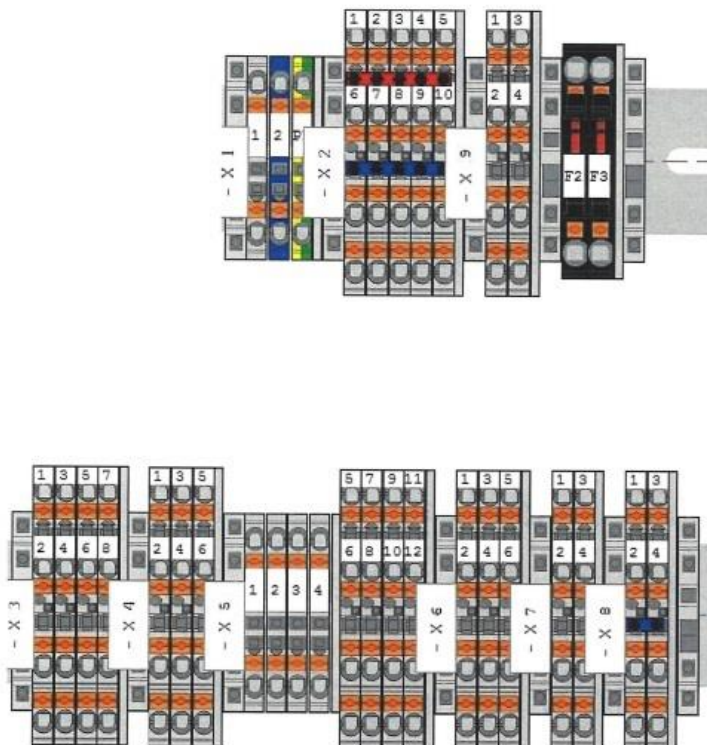 1 2 3 4 5 1 3
6 7 8 9 10 2 4
- X 1 1 2 P - X 2 - X 9 F2 F3
1 3 5 7 1 3 5 5 7 9 11 1 3 5 1 3 1 3
2 4 6 8 2 4 6 6 8 10 12 2 4 6 2 4 2 4
- X 3 - X 4 - X 5 1 2 3 4 - X 6 - X 7 - X 8